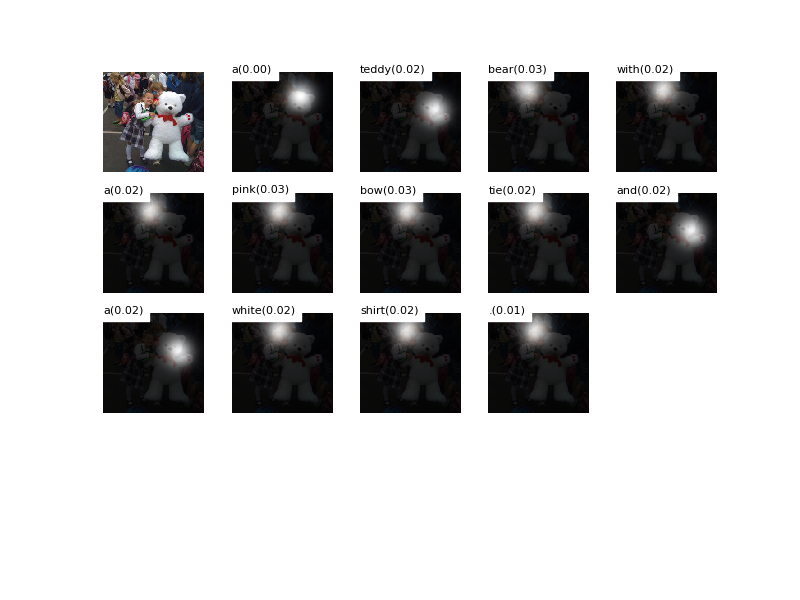 a(0.00) teddy(0.02) bear(0.03) with(0.02)
a(0.02) pink(0.03) bow(0.03) tie(0.02) and(0.02)
a(0.02) white(0.02) shirt(0.02) .(0.01)